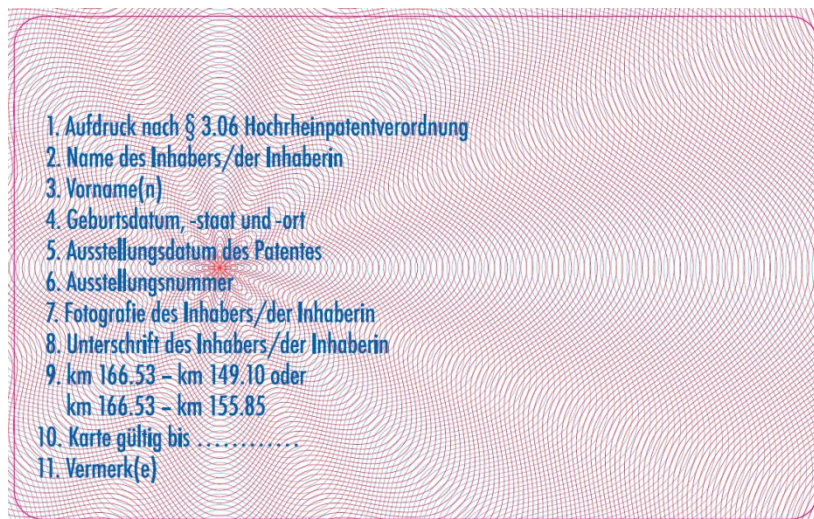 1. Aufdruck nach § 3.06 Hochrheinpatentverordnung
2. Name des Inhabers/der Inhaberin
3. Vorname(n)
4. Geburtsdatum, -staat und -ort
5. Ausstellungsdatum des Patentes
6. Ausstellungsnummer
7. Fotografie des Inhabers/der Inhaberin
8. Unterschrift des Inhabers/der Inhaberin
9. km 166.53 – km 149.10 oder
km 166.53 – km 155.85
10. Karte gültig bis ............
11. Vermerk(e)